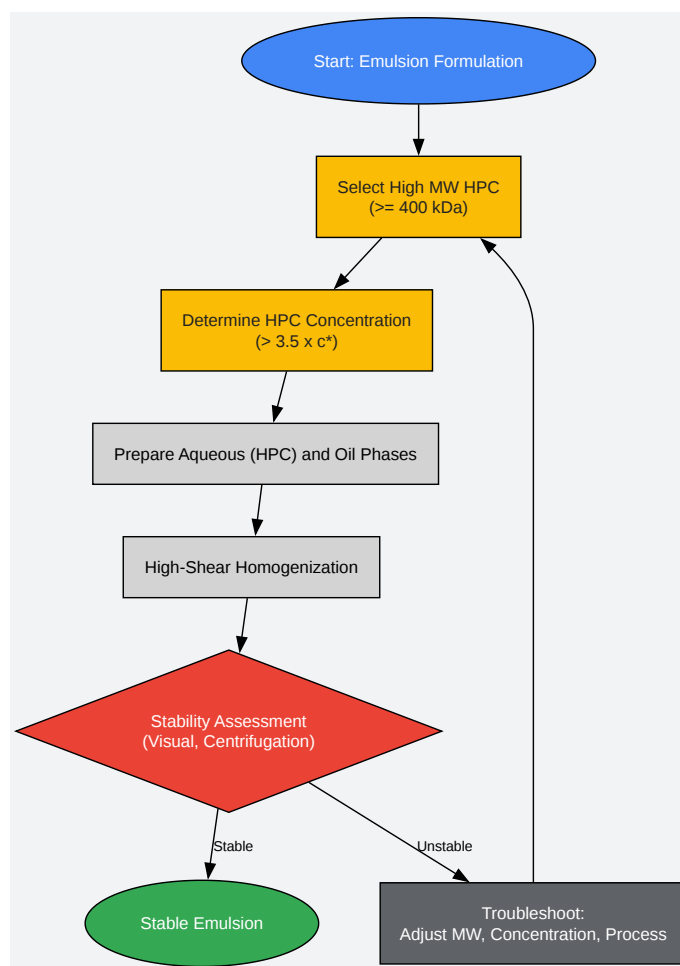 Start: Emulsion Formulation
Select High MW HPC
(>= 400 kDa)
Determine HPC Concentration
(> 3.5 x c*)
Prepare Aqueous (HPC) and Oil Phases
High-Shear Homogenization
Stability Assessment
(Visual, Centrifugation)
Stable
Unstable
Stable Emulsion
Troubleshoot:
Adjust MW, Concentration, Process